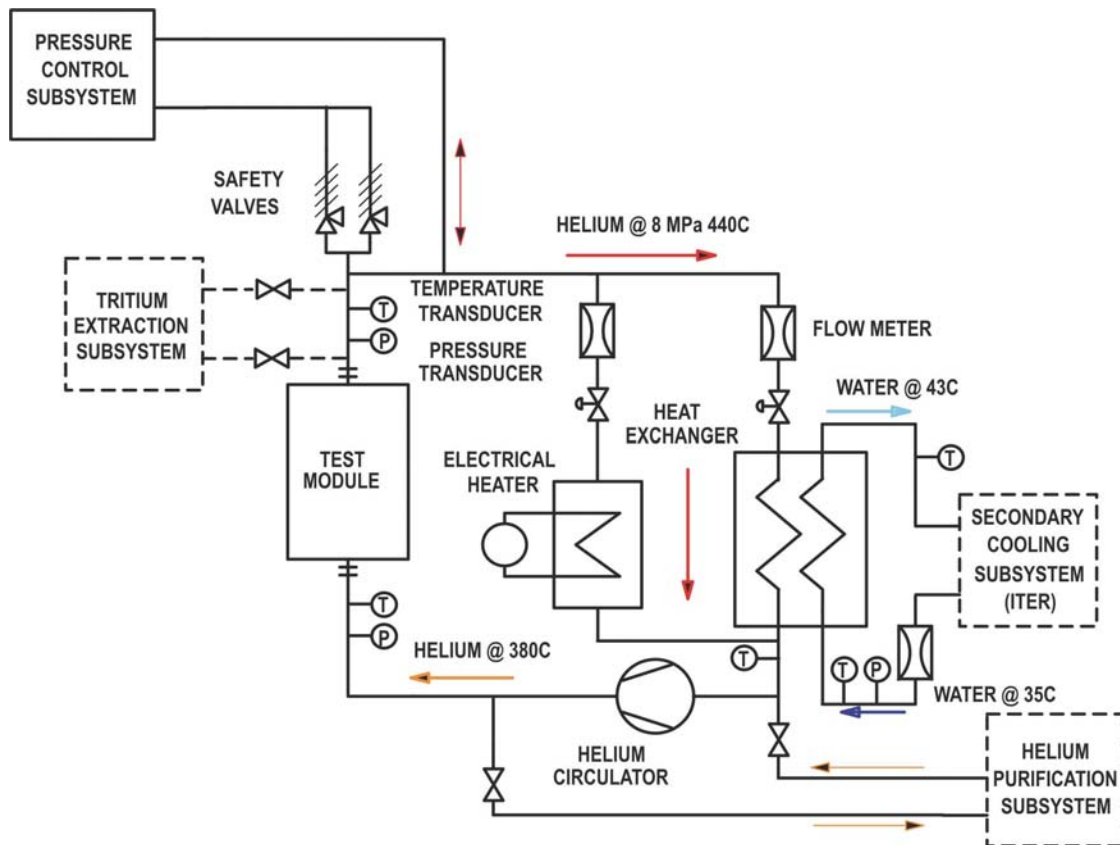 PRESSURE
CONTROL
SUBSYSTEM
SAFETY
VALVES
HELIUM @ 8 MPa 440C
TRITIUM
EXTRACTION
SUBSYSTEM
T
P
TEMPERATURE
TRANSDUCER
PRESSURE
TRANSDUCER
FLOW METER
WATER @ 43C
HEAT
EXCHANGER
TEST
MODULE
ELECTRICAL
HEATER
T
SECONDARY
COOLING
SUBSYSTEM
(ITER)
T
P
HELIUM @ 380C
T
T
P
WATER @ 35C
HELIUM
CIRCULATOR
HELIUM
PURIFICATION
SUBSYSTEM